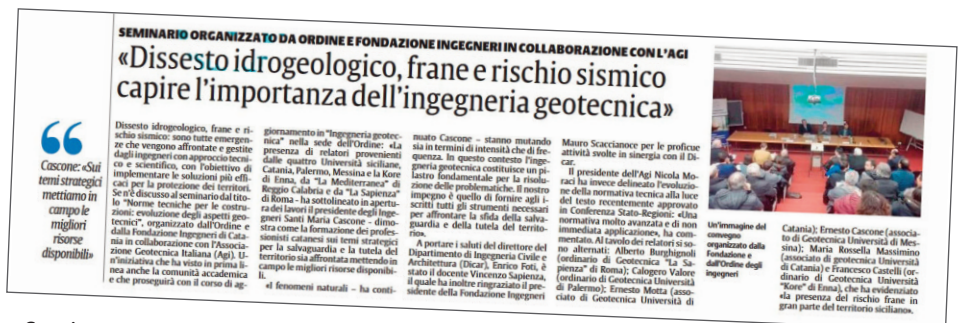 SEMINARIO ORGANIZZATO DA ORDINE E FONDAZIONE INGEGNERI IN COLLABORAZIONE CON L'AGI
«Dissesto idrogeologico, frane e rischio sismico
capire l'importanza dell'ingegneria geotecnica»
“
Cascone: «Sui
temi strategici
mettiamo in
campo le
migliori
risorse
disponibili»
Dissesto idrogeologico, frane e ri-
schio sismico: sono tutte emergen-
ze che vengono affrontate e gestite
dagli ingegneri con approccio tecni-
co e scientifico, con l'obiettivo di
implementare le soluzioni più effi-
caci per la protezione dei territori.
Se n'è discusso al seminario dal tito-
lo "Norme tecniche per le costru-
zioni: evoluzione degli aspetti geo-
tecnici", organizzato dall'Ordine e
dalla Fondazione Ingegneri di Cata-
nia in collaborazione con l'Associa-
zione Geotecnica Italiana (Agi). U-
n'iniziativa che ha visto in prima li-
nea anche la comunità accademica
e che proseguirà con il corso di ag-
giornamento in "Ingegneria geotec-
nica" nella sede dell'Ordine: «La
presenza di relatori provenienti
dalle quattro Università siciliane,
Catania, Palermo, Messina e la Kore
di Enna, da "La Mediterranea" di
Reggio Calabria e da "La Sapienza"
di Roma - ha sottolineato in apertu-
ra dei lavori il presidente degli Inge-
gneri Santi Maria Cascone - dimo-
stra come la formazione dei profes-
sionisti catanesi sui temi strategici
per la salvaguardia e la tutela del
territorio sia affrontata mettendo in
campo le migliori risorse disponibi-
li.
«I fenomeni naturali – ha conti-
nuato Cascone – stanno mutando
sia in termini di intensità che di fre-
quenza. In questo contesto l'inge-
gneria geotecnica costituisce un pi-
lastro fondamentale per la risolu-
zione delle problematiche. Il nostro
impegno è quello di fornire agli i-
scritti tutti gli strumenti necessari
per affrontare la sfida della salva-
guardia e della tutela del territo-
rio».
A portare i saluti del direttore del
Dipartimento di Ingegneria Civile e
Architettura (Dicar), Enrico Foti, è
stato il docente Vincenzo Sapienza,
il quale ha inoltre ringraziato il pre-
sidente della Fondazione Ingegneri
Mauro Scaccianoce per le proficue
attività svolte in sinergia con il Di-
car.
Il presidente dell'Agi Nicola Mo-
raci ha invece delineato l'evoluzio-
ne della normativa tecnica alla luce
del testo recentemente approvato
in Conferenza Stato-Regioni: «Una
normativa molto avanzata e di non
immediata applicazione», ha com-
mentato. Al tavolo dei relatori si so-
no alternati: Alberto Burghignoli
(ordinario di Geotecnica "La Sa-
pienza" di Roma); Calogero Valore
(ordinario di Geotecnica Università
di Palermo); Ernesto Motta (asso-
ciato di Geotecnica Università di
Un'immagine del
convegno
organizzato dalla
Fondazione e
dall'Ordine degli
ingegneri
Catania); Ernesto Cascone (associa-
to di Geotecnica Università di Mes-
sina); Maria Rossella Massimino
(associato di geotecnica Università
di Catania) e Francesco Castelli (or-
dinario di Geotecnica Università
"Kore" di Enna), che ha evidenziato
«la presenza del rischio frane in
gran parte del territorio siciliano».